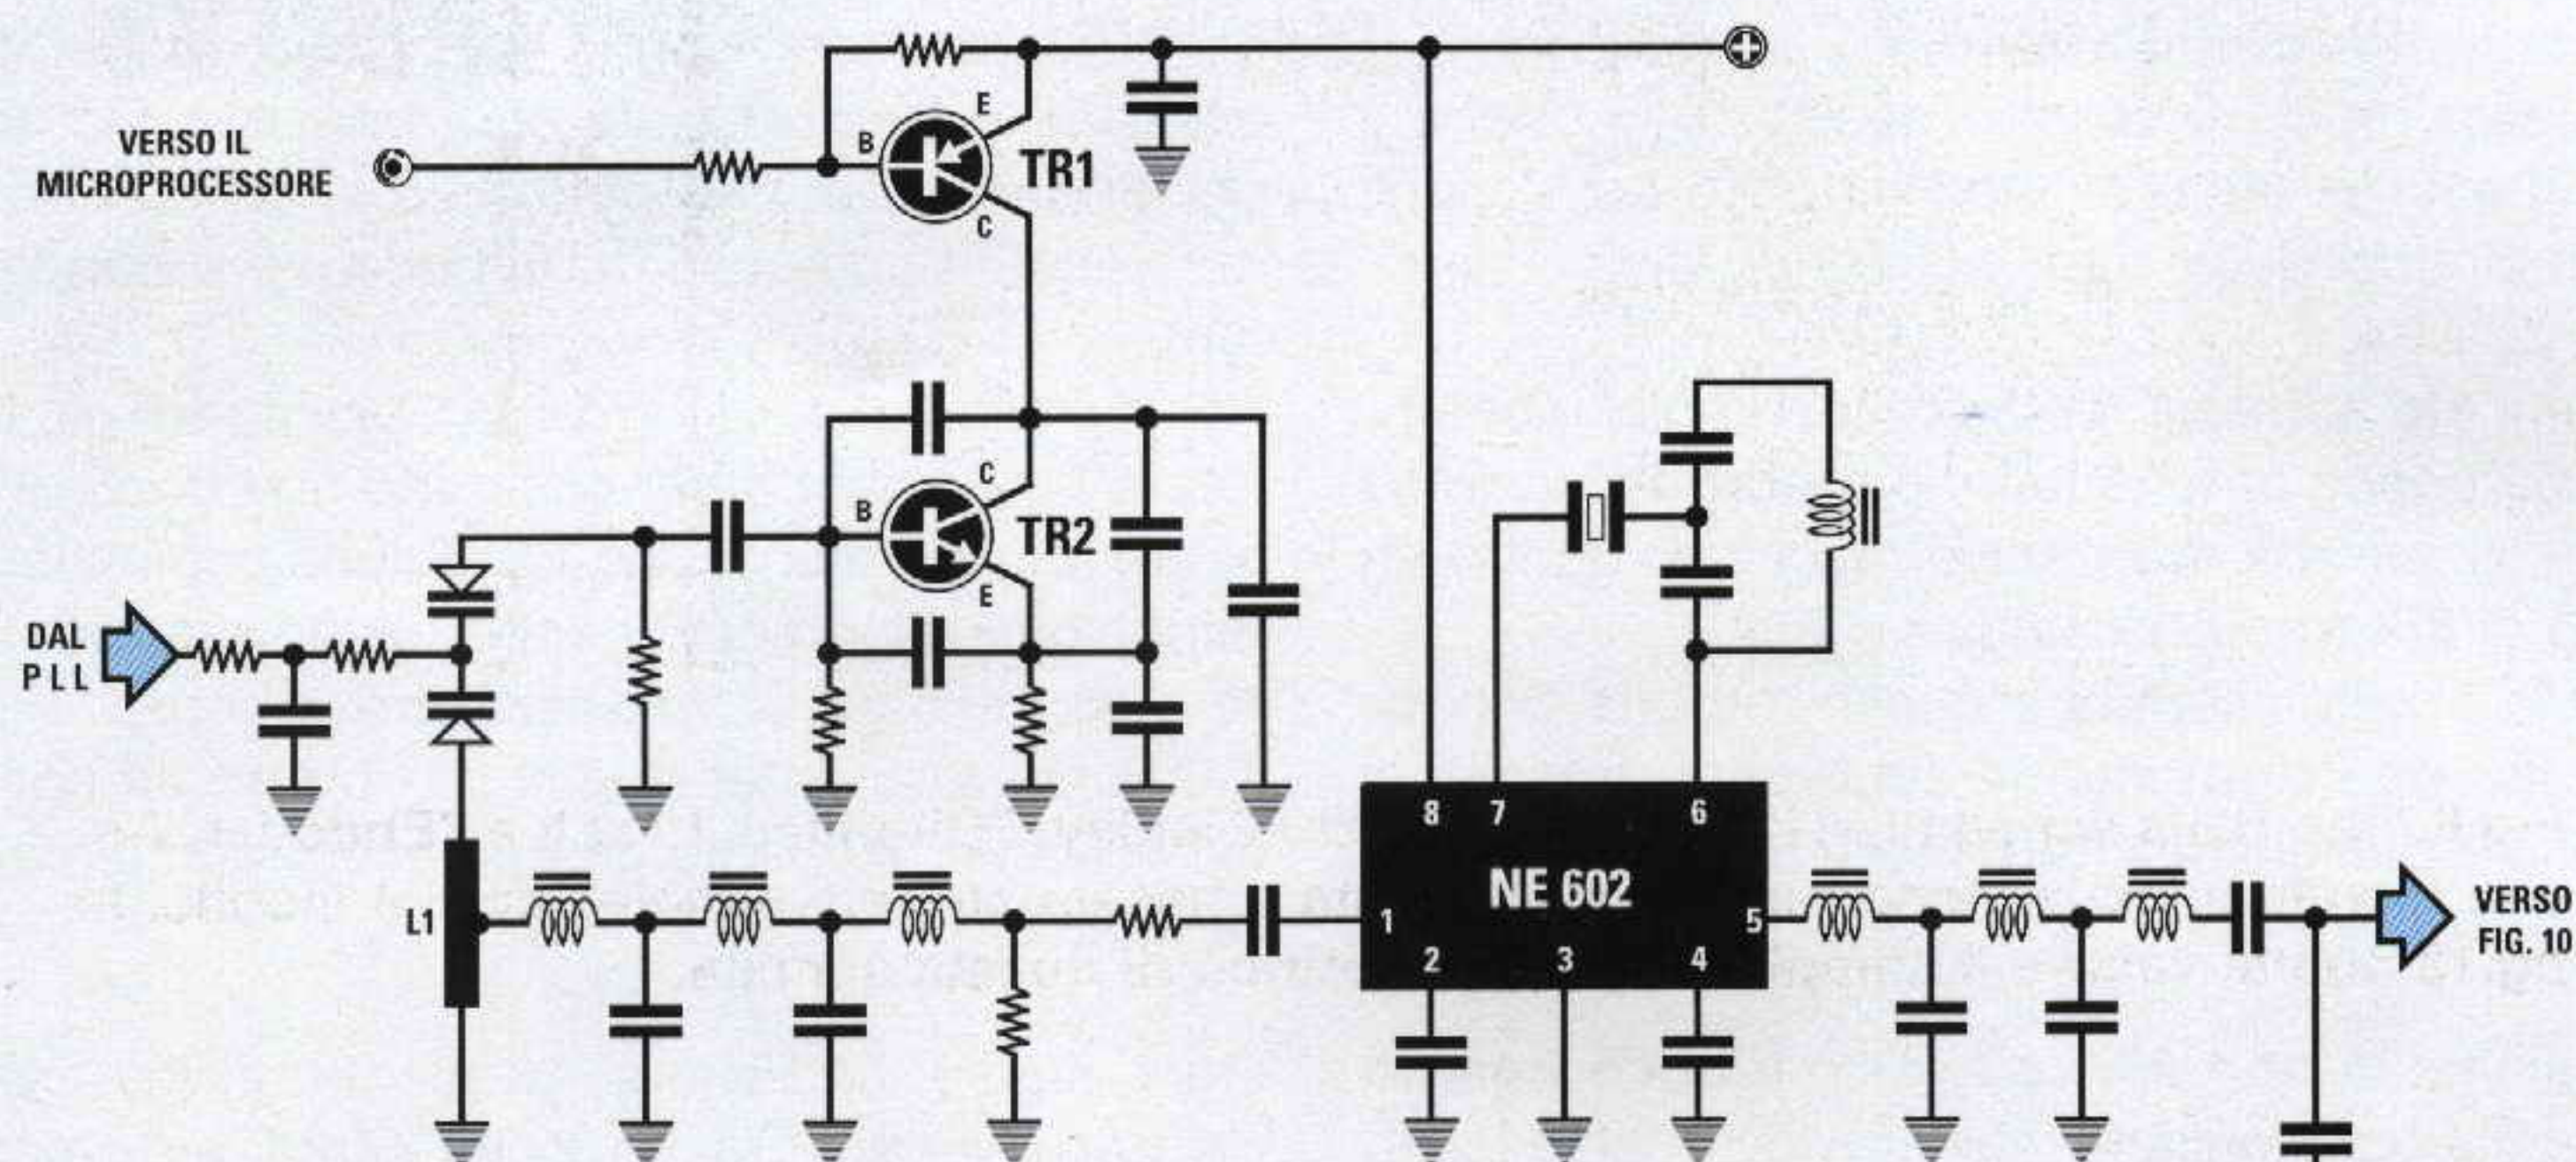 VERSO IL
MICROPROCESSORE
E
B
TR1
C
C
B
TR2
E
DAL
PLL
8 7 6
NE 602
L1
1
5
2 3 4
VERSO
FIG. 10